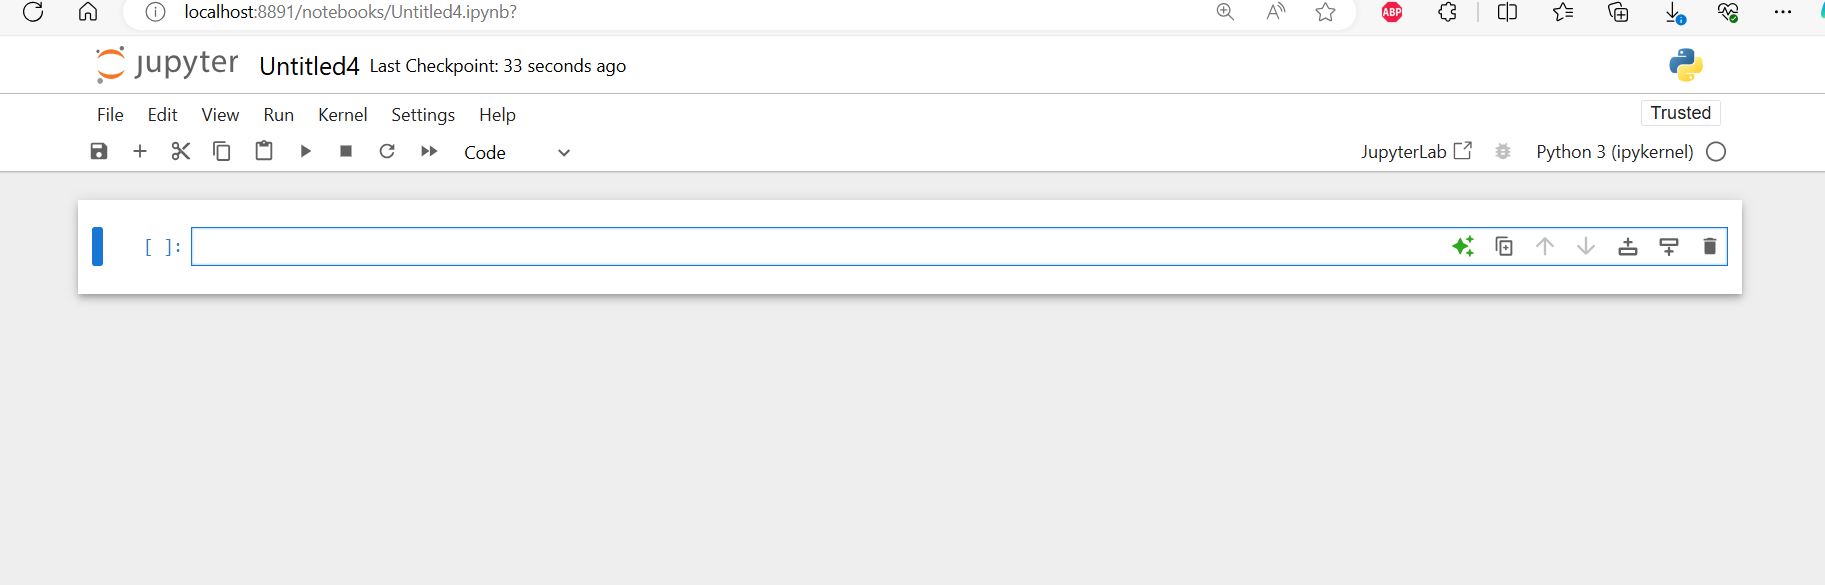 localhost:8891/notebooks/Untitled4.ipynb?
A
ABP
jupyter Untitled4 Last Checkpoint: 33 seconds ago
File Edit View Run Kernel Settings Help
Trusted
Code
JupyterLab Python 3 (ipykernel)
[ ]: